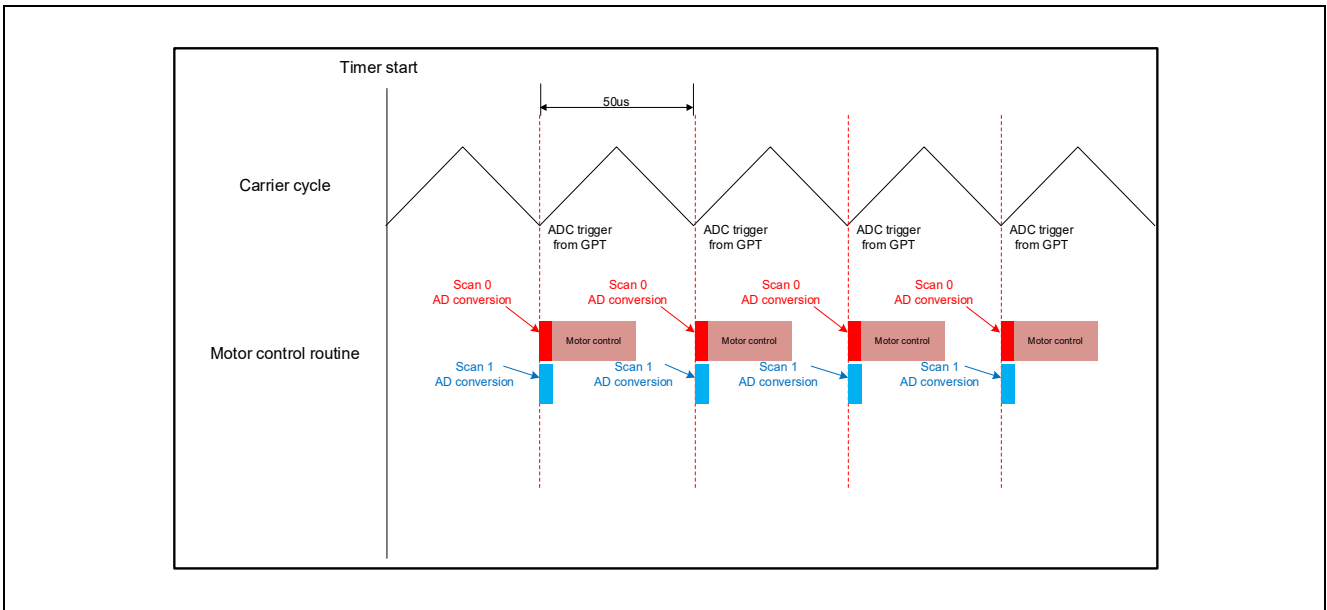 Timer start
50us
Carrier cycle
ADC trigger
from GPT
ADC trigger
from GPT
ADC trigger
from GPT
ADC trigger
from GPT
Scan 0
AD conversion
Scan 0
AD conversion
Scan 0
AD conversion
Scan 0
AD conversion
Motor control routine
Motor control
Motor control
Motor control
Motor control
Scan 1
AD conversion
Scan 1
AD conversion
Scan 1
AD conversion
Scan 1
AD conversion